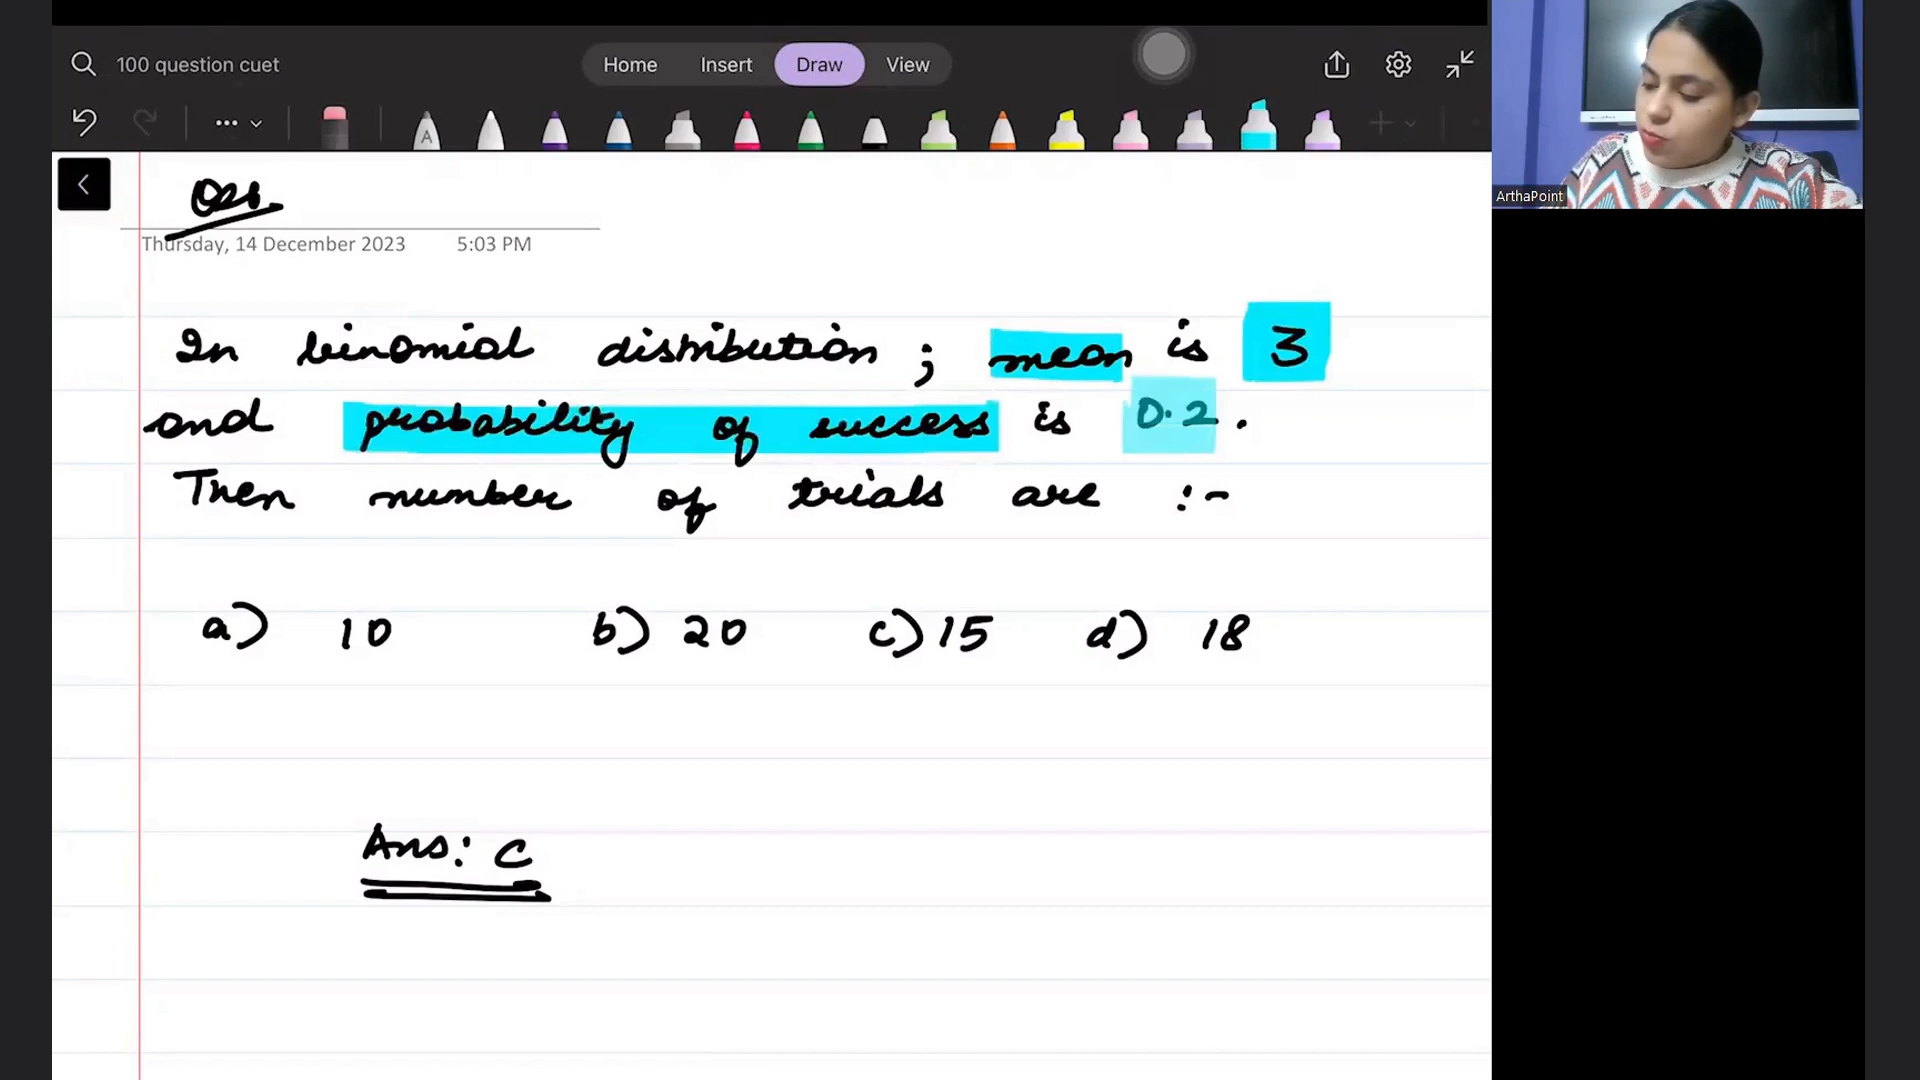 100 question cuet
Home Insert Draw View
A
ArthaPoint
Thursday, 14 December 2023 5:03 PM
In binomial distribution ; mean is 3
and probability of success is 0.2 .
Then number of trials are :-
a) 10 b) 20 c) 15 d) 18
Ans: C